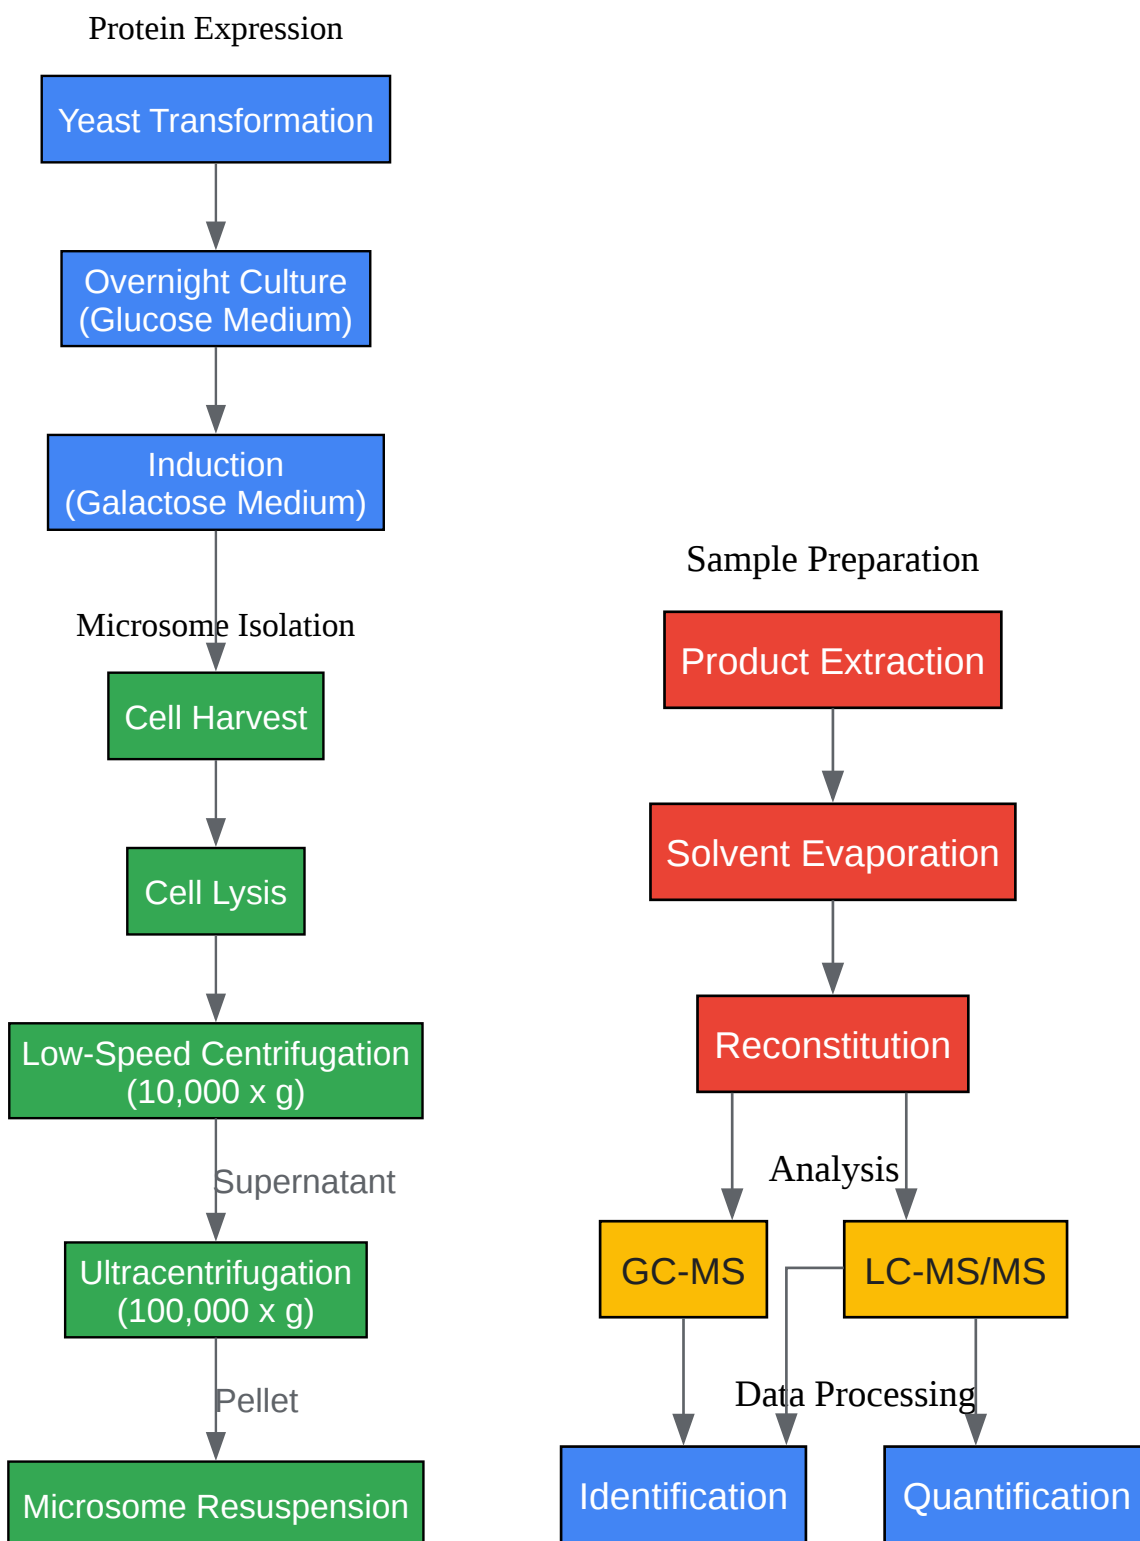 Protein Expression
Yeast Transformation
Overnight Culture
(Glucose Medium)
Induction
(Galactose Medium)
Microsome Isolation
Cell Harvest
Cell Lysis
Low-Speed Centrifugation
(10,000 x g)
Supernatant
Ultracentrifugation
(100,000 x g)
Pellet
Microsome Resuspension
Sample Preparation
Product Extraction
Solvent Evaporation
Reconstitution
Analysis
GC-MS
LC-MS/MS
Data Processing
Identification
Quantification